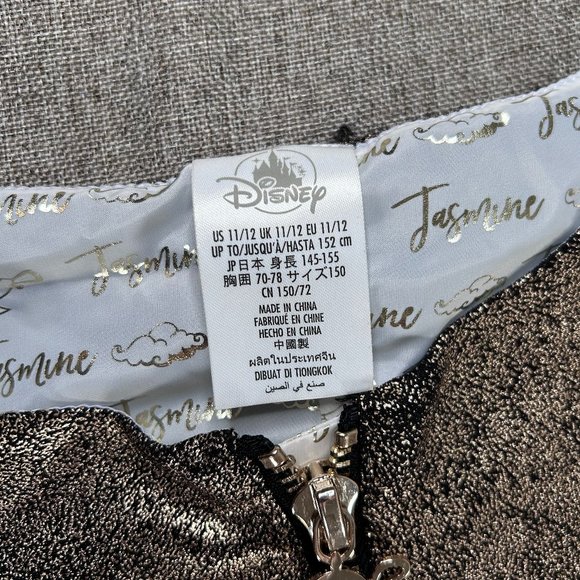 Jasmine
Disney
Jasmine
Jasmine
US 11/12 UK 11/12 EU 11/12
UP TO/JUSQU'À/HASTA 152 cm
JP日本 身長 145-155
胸囲 70-78 サイズ150
CN 150/72
MADE IN CHINA
FABRIQUÉ EN CHINE
HECHO EN CHINA
中國製
ผลิตในประเทศจีน
DIBUAT DI TIONGKOK
صنع في الصين